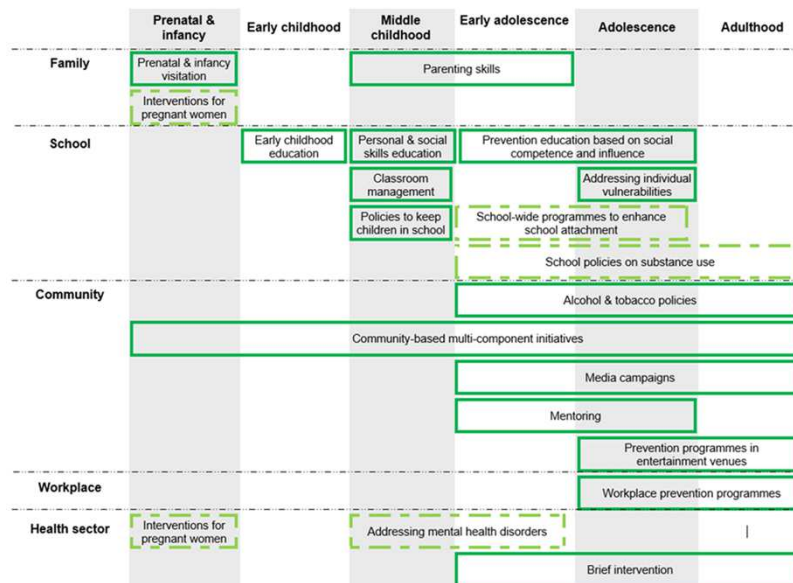 Prenatal &
infancy
Early childhood
Middle
childhood
Early adolescence
Adolescence
Adulthood
Family
Prenatal & infancy
visitation
Parenting skills
Interventions for
pregnant women
School
Early childhood
education
Personal & social
skills education
Prevention education based on social
competence and influence
Classroom
management
Addressing individual
vulnerabilities
Policies to keep
children in school
School-wide programmes to enhance
school attachment
School policies on substance use
Community
Alcohol & tobacco policies
Community-based multi-component initiatives
Media campaigns
Mentoring
Prevention programmes in
entertainment venues
Workplace
Workplace prevention programmes
Health sector
Interventions for
pregnant women
Addressing mental health disorders
|
Brief intervention